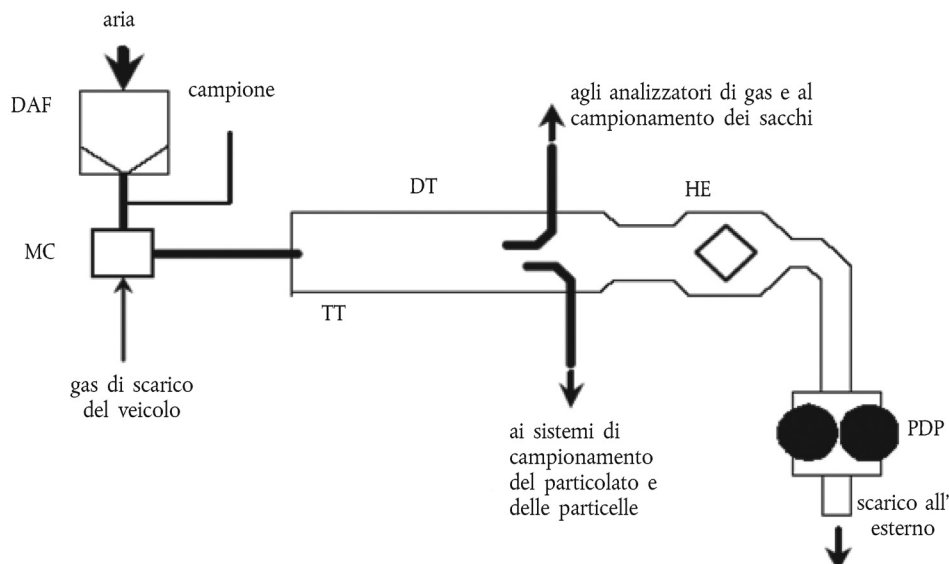 aria
DAF
campione
agli analizzatori di gas e al
campionamento dei sacchi
DT
HE
MC
TT
gas di scarico
del veicolo
ai sistemi di
campionamento
del particolato e
delle particelle
PDP
scarico all'
esterno